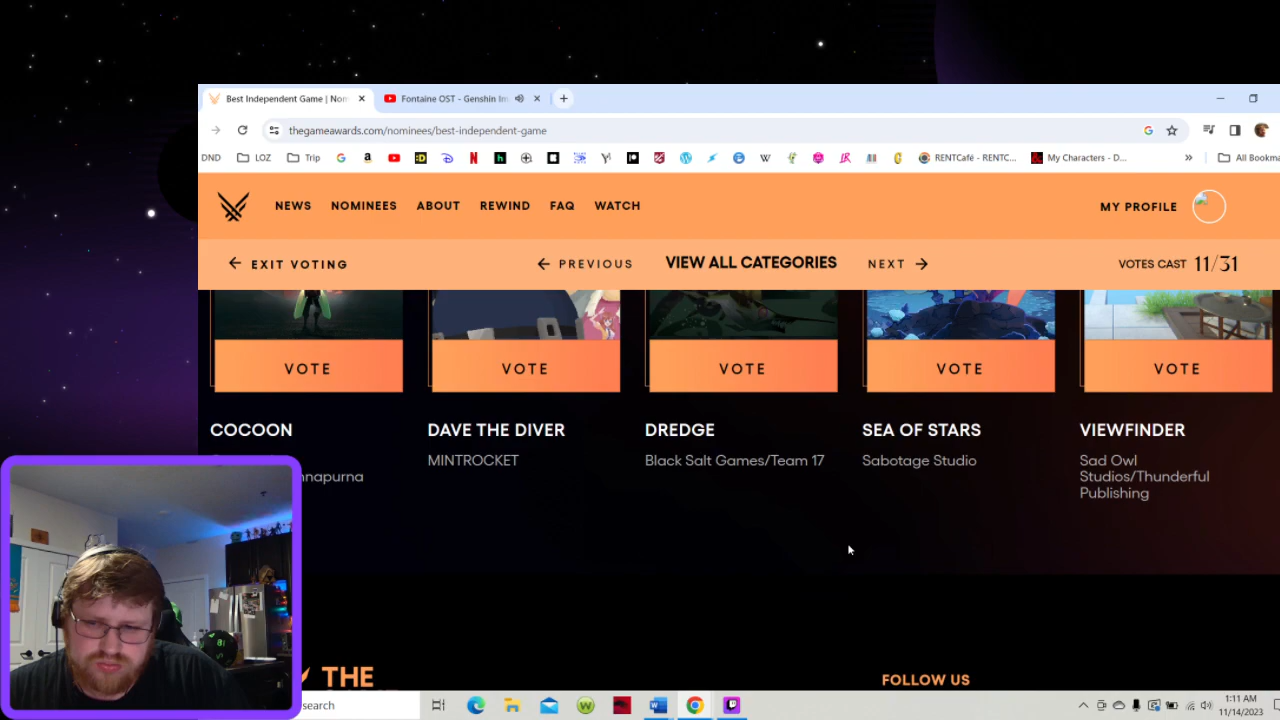 Best Independent Game | Nom
Fontaine OST - Genshin Im
thegameawards.com/nominees/best-independent-game
DND
LOZ
Trip
RENTCafé - RENTC...
My Characters - D...
»
All Bookma
NEWS NOMINEES ABOUT REWIND FAQ WATCH
MY PROFILE
EXIT VOTING
PREVIOUS
VIEW ALL CATEGORIES
NEXT
VOTES CAST 11/31
VOTE VOTE VOTE VOTE VOTE
COCOON
nnapurna
DAVE THE DIVER
MINTROCKET
DREDGE
Black Salt Games/Team 17
SEA OF STARS
Sabotage Studio
VIEWFINDER
Sad Owl
Studios/Thunderful
Publishing
THE
FOLLOW US
search
1:11 AM
11/14/2023